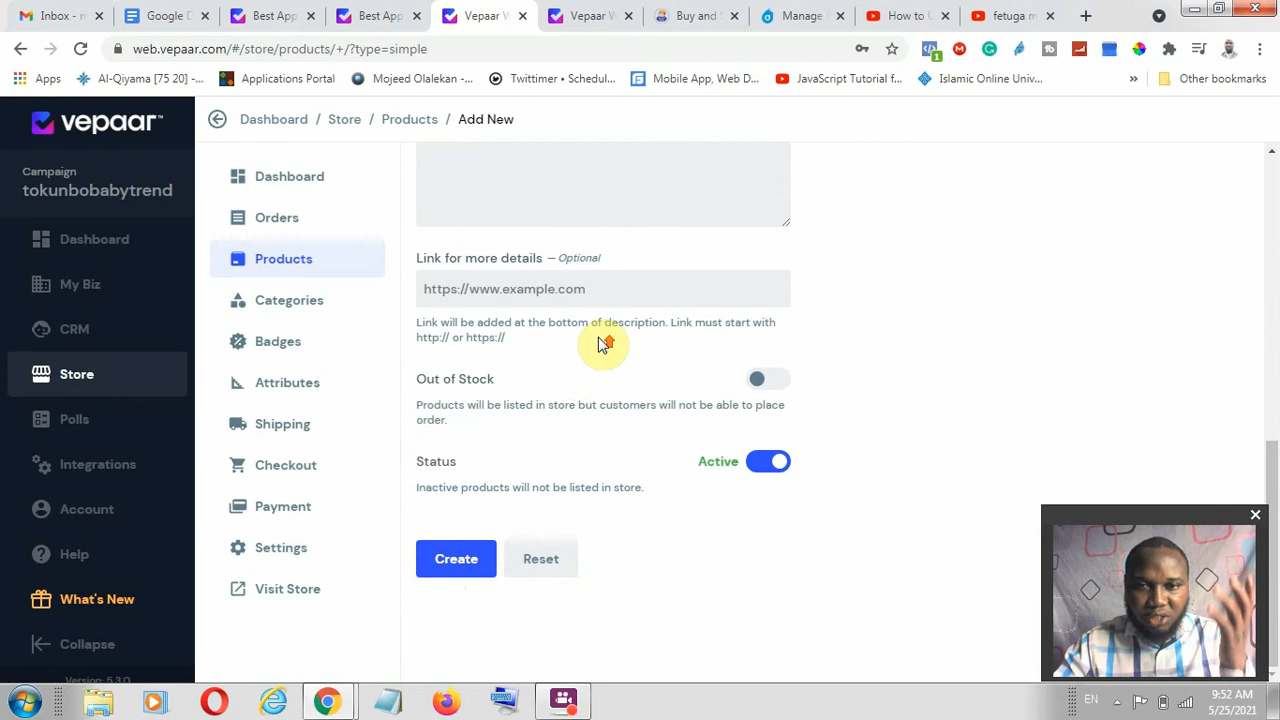 Inbox - m
Google D
Best App
Best App
Vepaar W
Vepaar W
Buy and S
Manage
How to U
fetuga m
web.vepaar.com/#/store/products/+/?type=simple
1
Apps
Al-Qiyama [75 20] -...
Applications Portal
Mojeed Olalekan -...
Twittimer • Schedul...
Mobile App, Web D...
JavaScript Tutorial f...
Islamic Online Univ...
»
Other bookmarks
vepaar™
Campaign
tokunbobabytrend
Dashboard
My Biz
CRM
Store
Polls
Integrations
Account
Help
What's New
Collapse
Version: 5.3.0
Dashboard / Store / Products / Add New
Dashboard
Orders
Products
Categories
Badges
Attributes
Shipping
Checkout
Payment
Settings
Visit Store
Link for more details — Optional
https://www.example.com
Link will be added at the bottom of description. Link must start with
http:// or https://
Out of Stock
Products will be listed in store but customers will not be able to place
order.
Status
Active
Inactive products will not be listed in store.
Create
Reset
EN
9:52 AM
5/25/2021